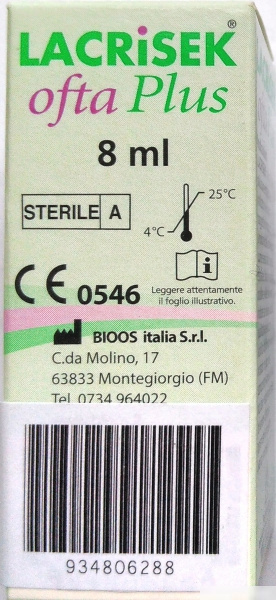 LACRiSEK®
ofta Plus
8 ml
STERILE A
25°C
4°C
i
Leggere attentamente
il foglio illustrativo.
CE 0546
BIOOS italia S.r.l.
C.da Molino, 17
63833 Montegiorgio (FM)
Tel. 0734 964022
934806288